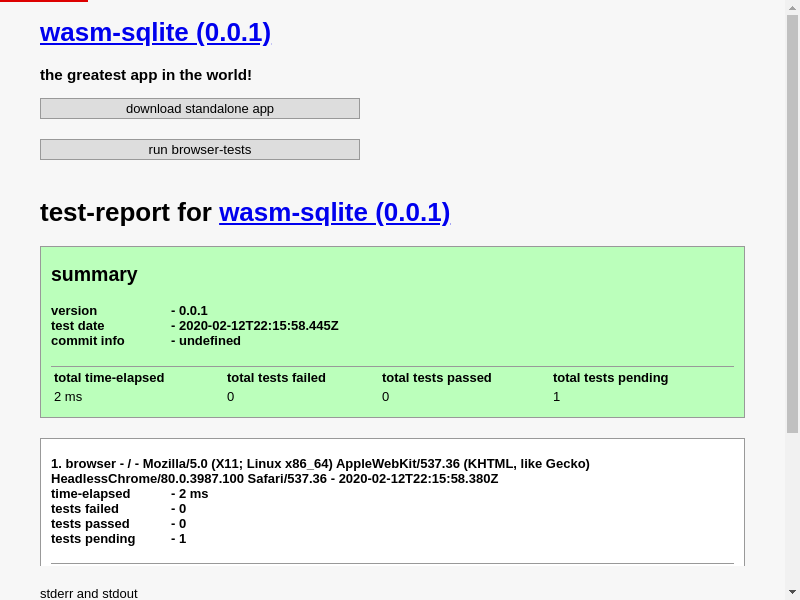 wasm-sqlite (0.0.1)
the greatest app in the world!
download standalone app
run browser-tests
test-report for wasm-sqlite (0.0.1)
summary
version - 0.0.1
test date - 2020-02-12T22:15:58.445Z
commit info - undefined
total time-elapsed total tests failed total tests passed total tests pending
2 ms 0 0 1
1. browser - / - Mozilla/5.0 (X11; Linux x86_64) AppleWebKit/537.36 (KHTML, like Gecko)
HeadlessChrome/80.0.3987.100 Safari/537.36 - 2020-02-12T22:15:58.380Z
time-elapsed - 2 ms
tests failed - 0
tests passed - 0
tests pending - 1
stderr and stdout